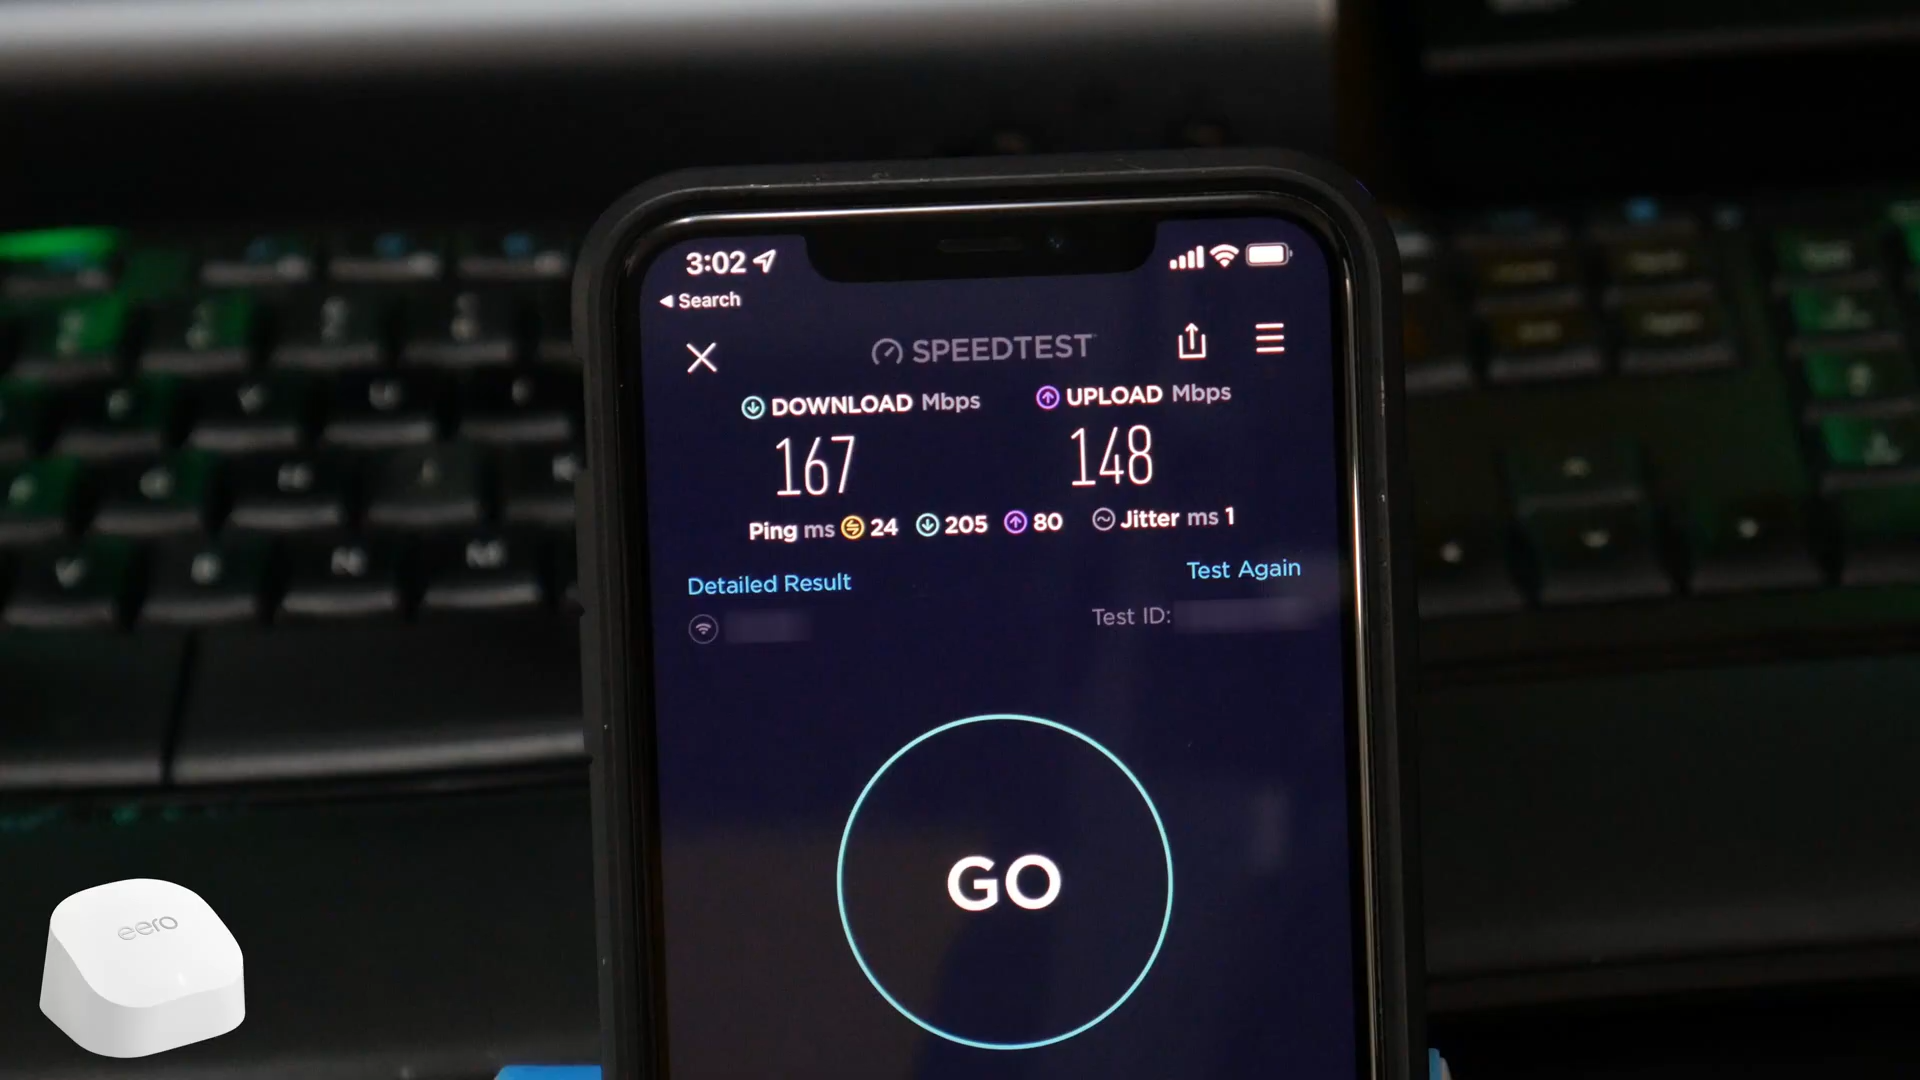 3:02
◀ Search
SPEEDTEST
DOWNLOAD Mbps
UPLOAD Mbps
167
148
Ping ms 24 205 80 Jitter ms 1
Detailed Result
Test Again
Test ID:
GO
eero